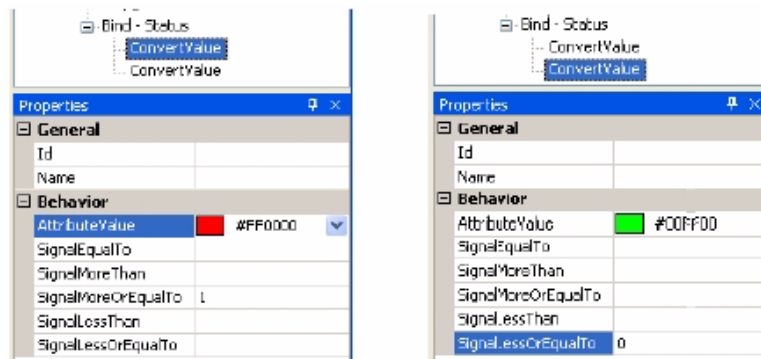 Bind - Status
ConvertValue
ConvertValue
Properties
General
Id
Name
Behavior
AttributeValue #FF0000
SignalEqualTo
SignalMoreThan
SignalMoreOrEqualTo 1
SignalLessThan
SignalLessOrEqualTo
Bind - Status
ConvertValue
ConvertValue
Properties
General
Id
Name
Behavior
AttributeValue #00FF00
SignalEqualTo
SignalMoreThan
SignalMoreOrEqualTo
SignalLessThan
SignalLessOrEqualTo 0